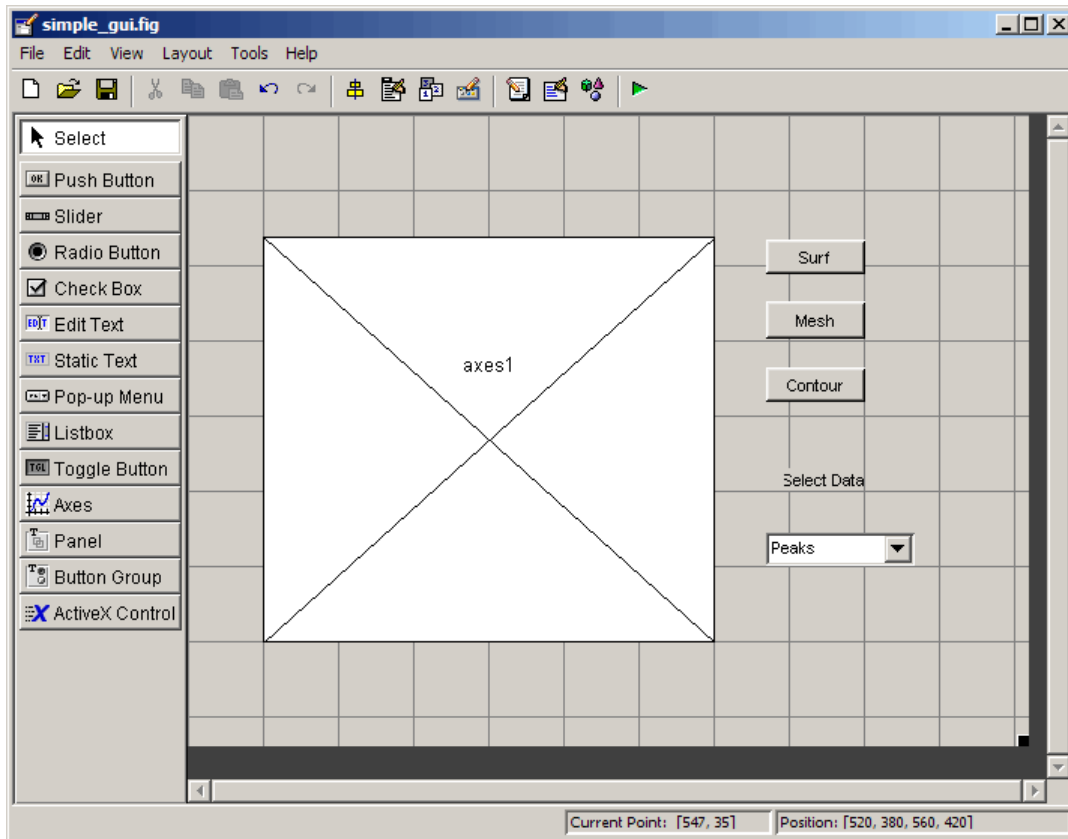 simple_gui.fig
File Edit View Layout Tools Help
Select
Push Button
Slider
Radio Button
Check Box
Edit Text
Static Text
Pop-up Menu
Listbox
Toggle Button
Axes
Panel
Button Group
ActiveX Control
axes1
Surf
Mesh
Contour
Select Data
Peaks
Current Point: [547, 35] Position: [520, 380, 560, 420]